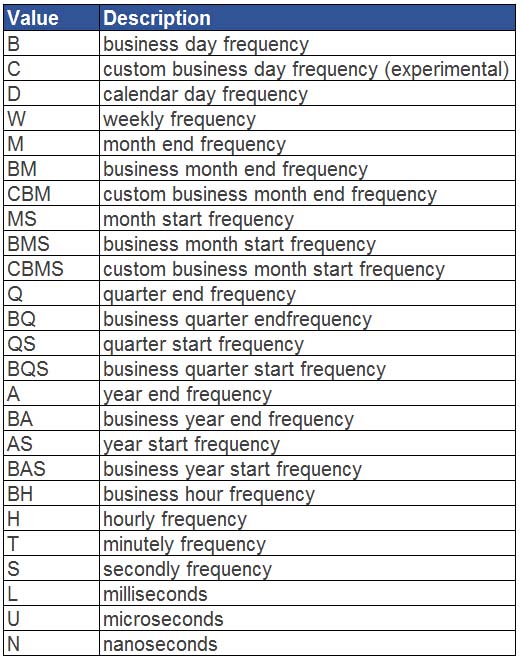 Value Description
B business day frequency
C custom business day frequency (experimental)
D calendar day frequency
W weekly frequency
M month end frequency
BM business month end frequency
CBM custom business month end frequency
MS month start frequency
BMS business month start frequency
CBMS custom business month start frequency
Q quarter end frequency
BQ business quarter endfrequency
QS quarter start frequency
BQS business quarter start frequency
A year end frequency
BA business year end frequency
AS year start frequency
BAS business year start frequency
BH business hour frequency
H hourly frequency
T minutely frequency
S secondly frequency
L milliseconds
U microseconds
N nanoseconds